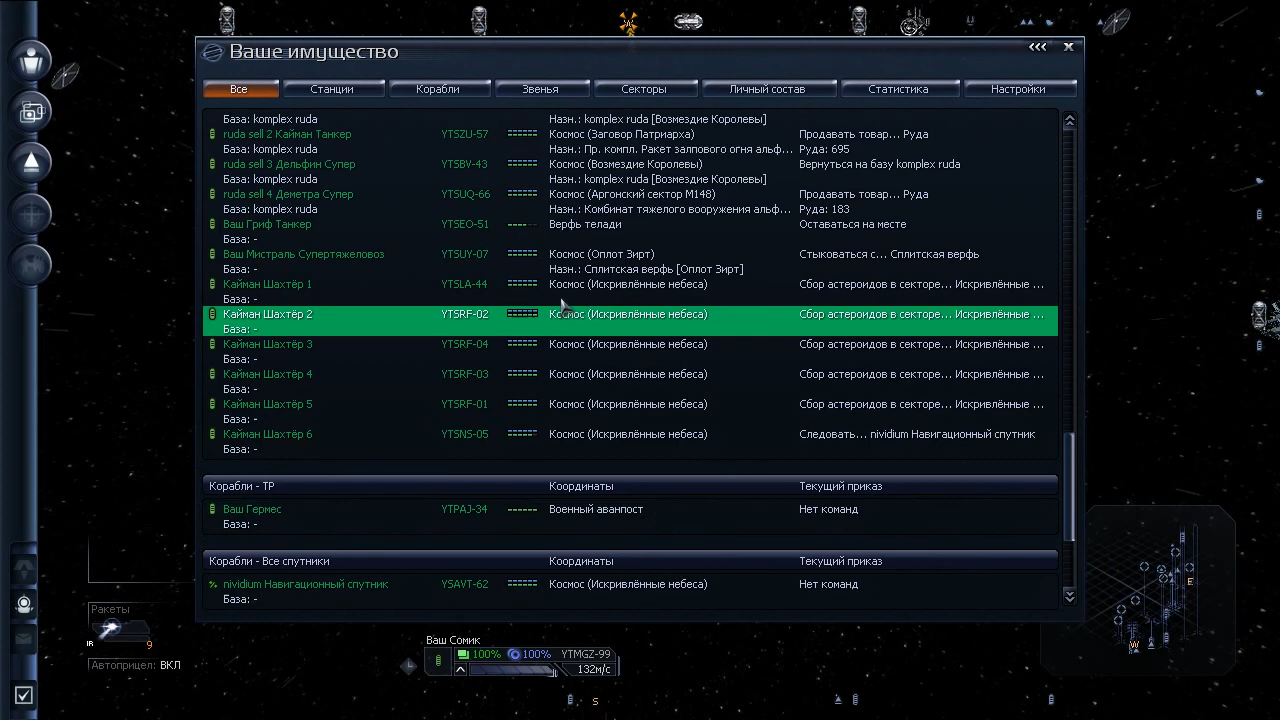 Ваше имущество
Все Станции Корабли Звенья Секторы Личный состав Статистика Настройки
База: komplex ruda Назн.: komplex ruda [Возмездие Королевы]
ruda sell 2 Кайман Танкер YTSZU-57 Космос (Заговор Патриарха) Продавать товар... Руда
База: komplex ruda Назн.: Пр. компл. Ракет залпового огня альф... Руда: 695
ruda sell 3 Дельфин Супер YTSBV-43 Космос (Возмездие Королевы) Вернуться на базу komplex ruda
База: komplex ruda Назн.: komplex ruda [Возмездие Королевы]
ruda sell 4 Деметра Супер YTSUQ-66 Космос (Аргонский сектор М148) Продавать товар... Руда
База: komplex ruda Назн.: Комбинат тяжелого вооружения альф... Руда: 183
Ваш Гриф Танкер YTSEO-51 Верфь телади Оставаться на месте
База: -
Ваш Мистраль Супертяжеловоз YTSUY-07 Космос (Оплот Зирт) Стыковаться с... Сплитская верфь
База: - Назн.: Сплитская верфь [Оплот Зирт]
Кайман Шахтёр 1 YTSLA-44 Космос (Искривлённые небеса) Сбор астероидов в секторе... Искривлённые ...
База: -
Кайман Шахтёр 2 YTSRF-02 Космос (Искривлённые небеса) Сбор астероидов в секторе... Искривлённые ...
База: -
Кайман Шахтёр 3 YTSRF-04 Космос (Искривлённые небеса) Сбор астероидов в секторе... Искривлённые ...
База: -
Кайман Шахтёр 4 YTSRF-03 Космос (Искривлённые небеса) Сбор астероидов в секторе... Искривлённые ...
База: -
Кайман Шахтёр 5 YTSRF-01 Космос (Искривлённые небеса) Сбор астероидов в секторе... Искривлённые ...
База: -
Кайман Шахтёр 6 YTSNS-05 Космос (Искривлённые небеса) Следовать... nividium Навигационный спутник
База: -
Корабли - ТР Координаты Текущий приказ
Ваш Гермес YTPAJ-34 Военный аванпост Нет команд
База: -
Корабли - Все спутники Координаты Текущий приказ
nividium Навигационный спутник YSAVT-62 Космос (Искривлённые небеса) Нет команд
База: -
Ракеты
IR 9
Автоприцел: ВКЛ
Ваш Сомик
100% 100% YTMGZ-99
132м/с
E
W
S